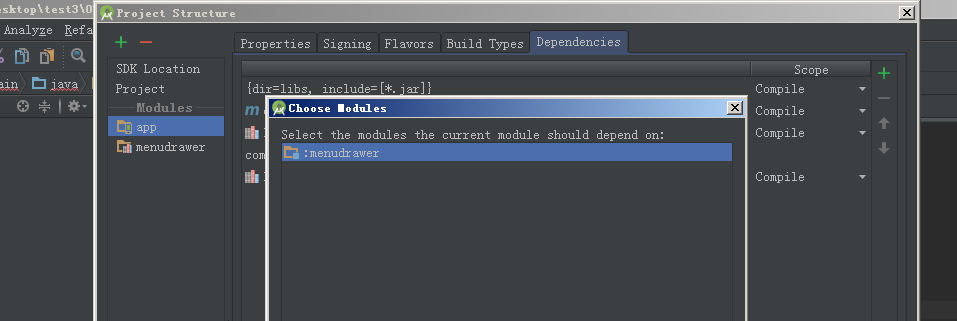 esktop\test3\0
Project Structure
Analyze Refa
Properties Signing Flavors Build Types Dependencies
SDK Location
Scope
ain java
Project
{dir=libs, include=[*.jar]} Compile
Modules
Choose Modules
m Compile
app
Select the modules the current module should depend on:
Compile
menudrawer
com
:menudrawer
Compile